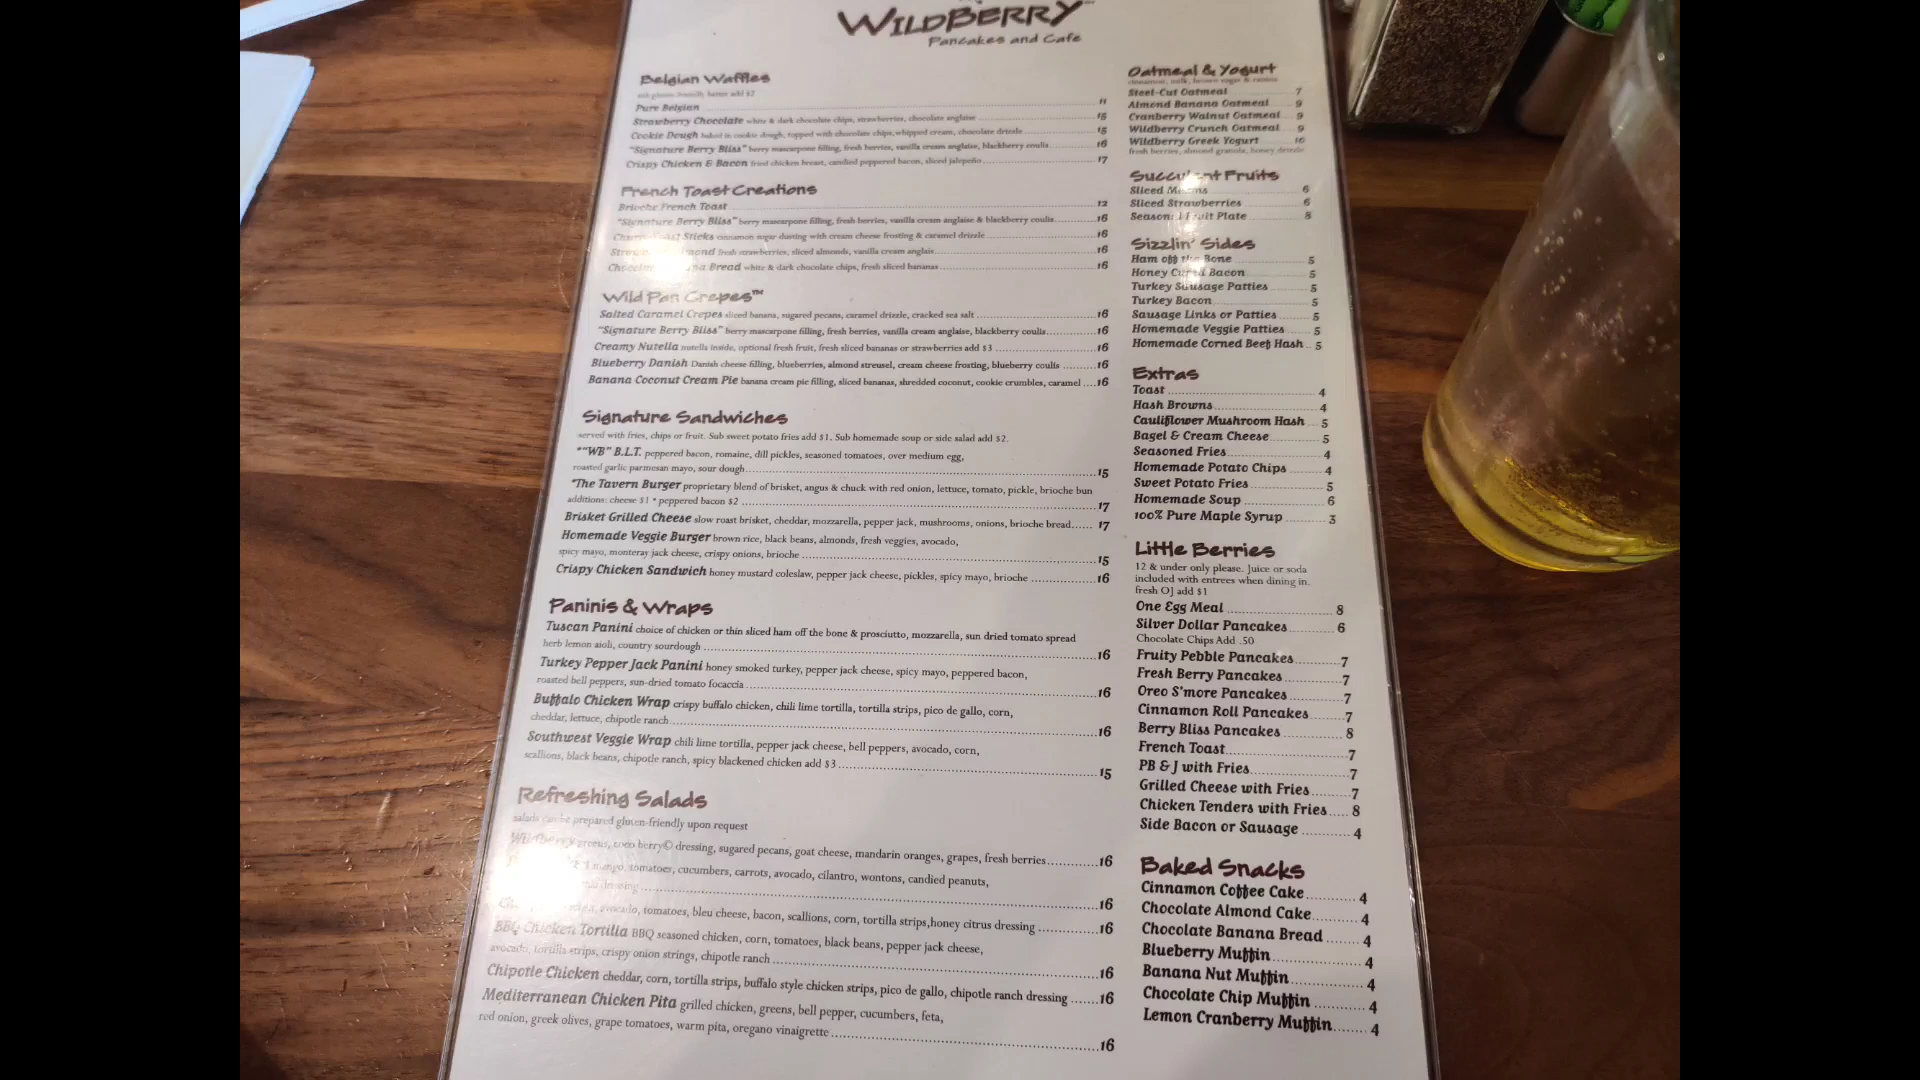 WILDBERRY
Pancakes and Cafe
Belgian Waffles
Pure Belgian 11
Strawberry Chocolate white & dark chocolate chips, strawberries, chocolate anglaise 15
Cookie Dough baked in cookie dough, topped with chocolate chips, whipped cream, chocolate drizzle 15
"Signature Berry Bliss" berry mascarpone filling, fresh berries, vanilla cream anglaise, blackberry coulis 16
Crispy Chicken & Bacon fried chicken breast, candied peppered bacon, sliced jalapeño 17
French Toast Creations
Brioche French Toast 12
"Signature Berry Bliss" berry mascarpone filling, fresh berries, vanilla cream anglaise & blackberry coulis 16
Sticks cinnamon sugar dusting with cream cheese frosting & caramel drizzle 16
fresh strawberries, sliced almonds, vanilla cream anglais 16
Bread white & dark chocolate chips, fresh sliced bananas 16
Wild Pan Crepes™
Salted Caramel Crepes sliced banana, sugared pecans, caramel drizzle, cracked sea salt 16
"Signature Berry Bliss" berry mascarpone filling, fresh berries, vanilla cream anglaise, blackberry coulis 16
Creamy Nutella nutella inside, optional fresh fruit, fresh sliced bananas or strawberries add $3 16
Blueberry Danish Danish cheese filling, blueberries, almond streusel, cream cheese frosting, blueberry coulis 16
Banana Coconut Cream Pie banana cream pie filling, sliced bananas, shredded coconut, cookie crumbles, caramel 16
Signature Sandwiches
served with fries, chips or fruit. Sub sweet potato fries add $1. Sub homemade soup or side salad add $2.
*"WB" B.L.T. peppered bacon, romaine, dill pickles, seasoned tomatoes, over medium egg,
roasted garlic parmesan mayo, sour dough 15
*The Tavern Burger proprietary blend of brisket, angus & chuck with red onion, lettuce, tomato, pickle, brioche bun
additions: cheese $1 • peppered bacon $2 17
Brisket Grilled Cheese slow roast brisket, cheddar, mozzarella, pepper jack, mushrooms, onions, brioche bread 17
Homemade Veggie Burger brown rice, black beans, almonds, fresh veggies, avocado,
spicy mayo, monteray jack cheese, crispy onions, brioche 15
Crispy Chicken Sandwich honey mustard coleslaw, pepper jack cheese, pickles, spicy mayo, brioche 16
Paninis & Wraps
Tuscan Panini choice of chicken or thin sliced ham off the bone & prosciutto, mozzarella, sun dried tomato spread
herb lemon aioli, country sourdough 16
Turkey Pepper Jack Panini honey smoked turkey, pepper jack cheese, spicy mayo, peppered bacon,
roasted bell peppers, sun-dried tomato focaccia 16
Buffalo Chicken Wrap crispy buffalo chicken, chili lime tortilla, tortilla strips, pico de gallo, corn,
cheddar, lettuce, chipotle ranch 16
Southwest Veggie Wrap chili lime tortilla, pepper jack cheese, bell peppers, avocado, corn,
scallions, black beans, chipotle ranch, spicy blackened chicken add $3 15
Refreshing Salads
salads can be prepared gluten-friendly upon request
Wildberry greens, coco berry© dressing, sugared pecans, goat cheese, mandarin oranges, grapes, fresh berries 16
mango, tomatoes, cucumbers, carrots, avocado, cilantro, wontons, candied peanuts,
dressing 16
avocado, tomatoes, bleu cheese, bacon, scallions, corn, tortilla strips, honey citrus dressing 16
BBQ Chicken Tortilla BBQ seasoned chicken, corn, tomatoes, black beans, pepper jack cheese,
avocado, tortilla strips, crispy onion strings, chipotle ranch 16
Chipotle Chicken cheddar, corn, tortilla strips, buffalo style chicken strips, pico de gallo, chipotle ranch dressing 16
Mediterranean Chicken Pita grilled chicken, greens, bell pepper, cucumbers, feta,
red onion, greek olives, grape tomatoes, warm pita, oregano vinaigrette 16
Oatmeal & Yogurt
Steel-Cut Oatmeal 7
Almond Banana Oatmeal 9
Cranberry Walnut Oatmeal 9
Wildberry Crunch Oatmeal 9
Wildberry Greek Yogurt 10
fresh berries, almond granola, honey drizzle
Succulent Fruits
Sliced Melons 6
Sliced Strawberries 6
Seasonal Fruit Plate 8
Sizzlin' Sides
Ham off the Bone 5
Honey Cured Bacon 5
Turkey Sausage Patties 5
Turkey Bacon 5
Sausage Links or Patties 5
Homemade Veggie Patties 5
Homemade Corned Beef Hash 5
Extras
Toast 4
Hash Browns 4
Cauliflower Mushroom Hash 5
Bagel & Cream Cheese 5
Seasoned Fries 4
Homemade Potato Chips 4
Sweet Potato Fries 5
Homemade Soup 6
100% Pure Maple Syrup 3
Little Berries
12 & under only please. Juice or soda
included with entrees when dining in.
fresh OJ add $1
One Egg Meal 8
Silver Dollar Pancakes 6
Chocolate Chips Add .50
Fruity Pebble Pancakes 7
Fresh Berry Pancakes 7
Oreo S'more Pancakes 7
Cinnamon Roll Pancakes 7
Berry Bliss Pancakes 8
French Toast 7
PB & J with Fries 7
Grilled Cheese with Fries 7
Chicken Tenders with Fries 8
Side Bacon or Sausage 4
Baked Snacks
Cinnamon Coffee Cake 4
Chocolate Almond Cake 4
Chocolate Banana Bread 4
Blueberry Muffin 4
Banana Nut Muffin 4
Chocolate Chip Muffin 4
Lemon Cranberry Muffin 4